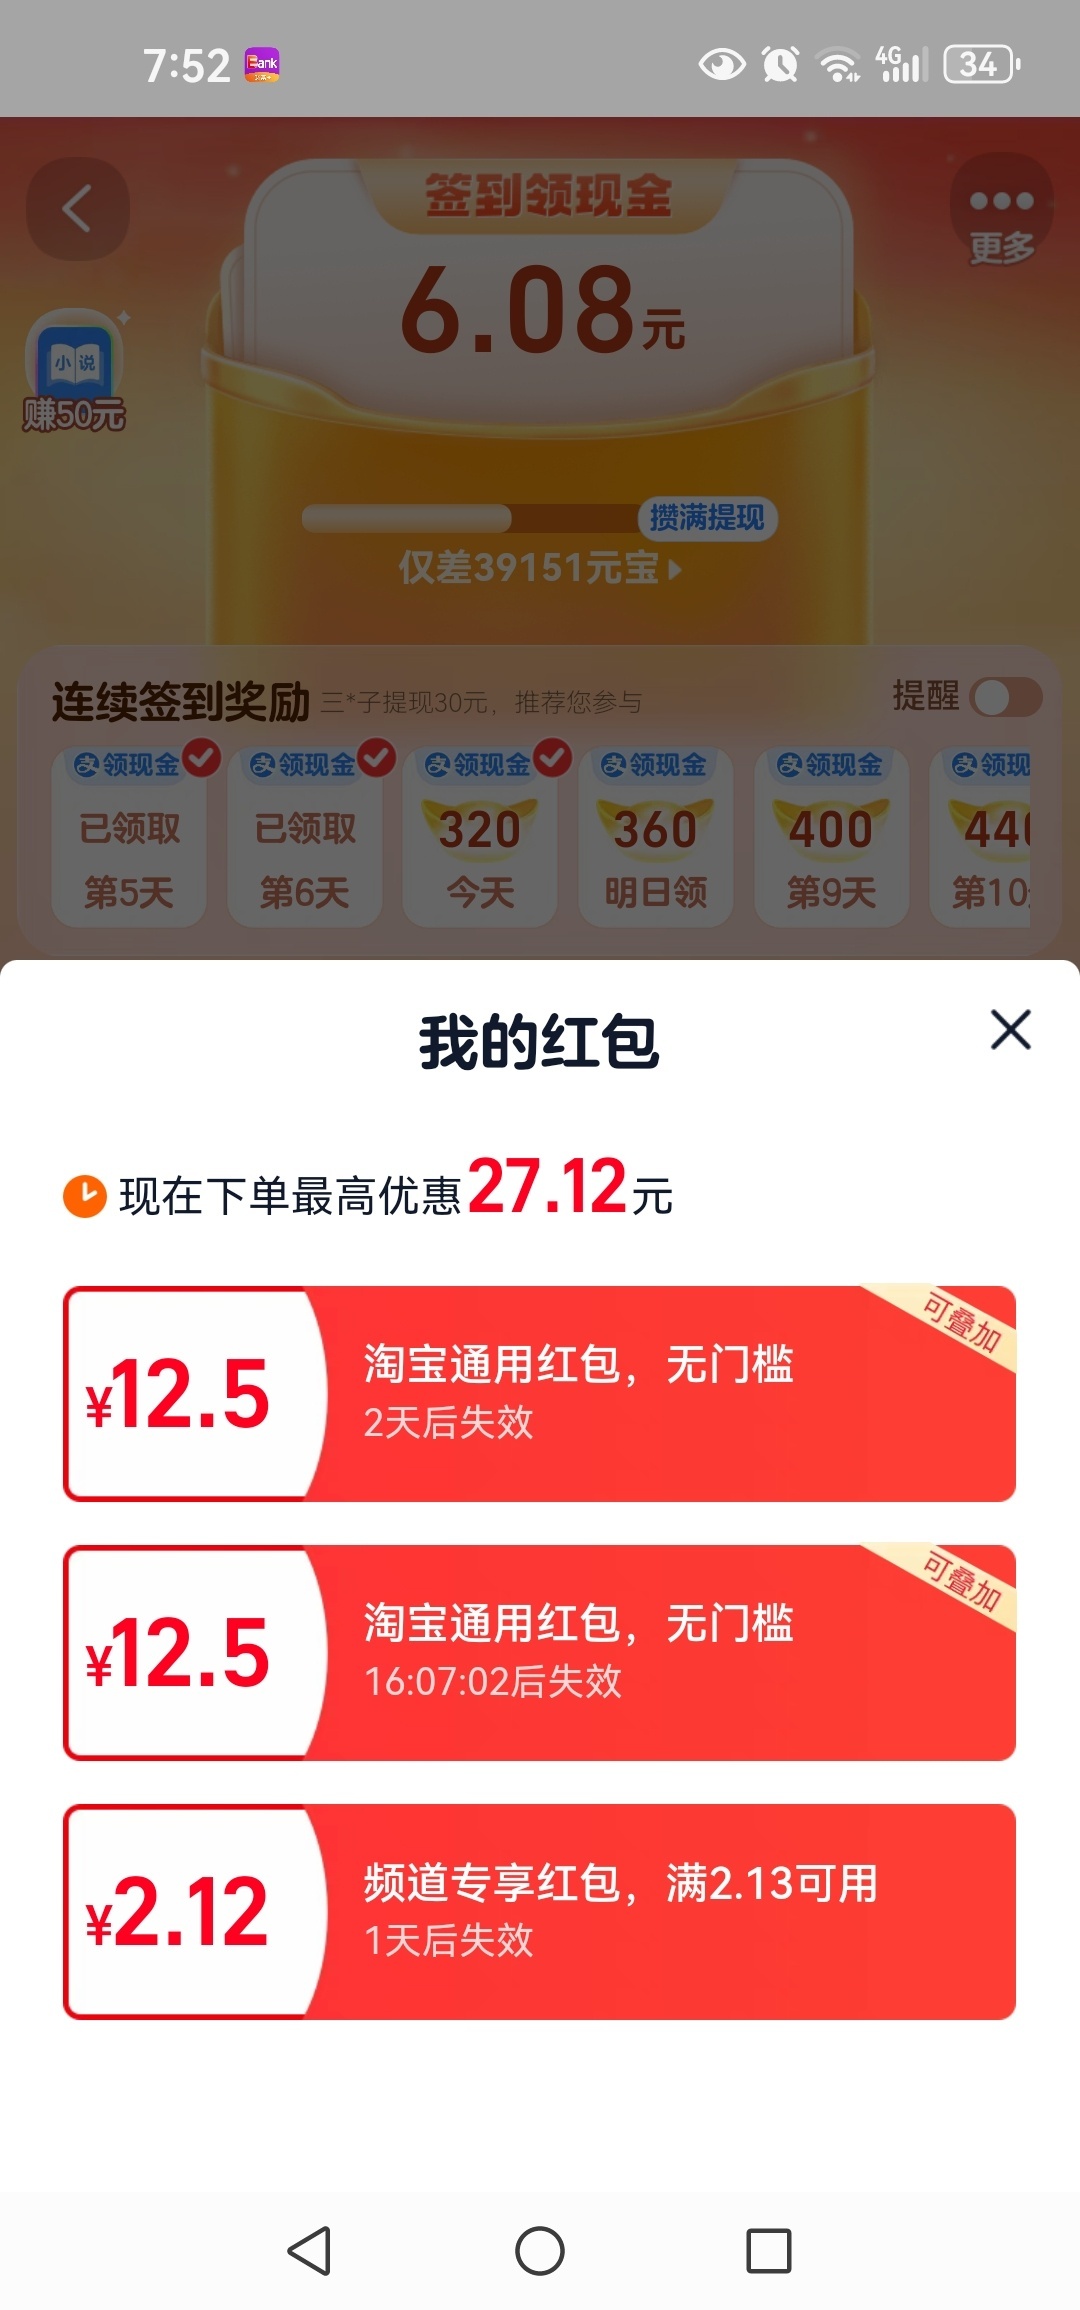 7:52
Bank
4G
34
签到领现金
更多
6.08元
小说
赚50元
攒满提现
仅差39151元宝
连续签到奖励
三*子提现30元，推荐您参与
提醒
领现金 领现金 领现金 领现金 领现金 领现
已领取 已领取 320 360 400 440
第5天 第6天 今天 明日领 第9天 第10
我的红包
现在下单最高优惠27.12元
可叠加
¥12.5
淘宝通用红包，无门槛
2天后失效
可叠加
¥12.5
淘宝通用红包，无门槛
16:07:02后失效
¥2.12
频道专享红包，满2.13可用
1天后失效